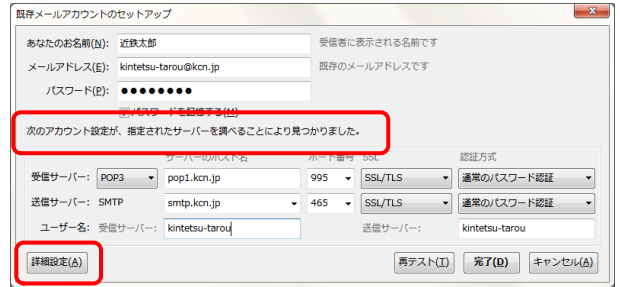 既存メールアカウントのセットアップ
あなたのお名前(N): 近鉄太郎 受信者に表示される名前です
メールアドレス(E): kintetsu-tarou@kcn.jp 既存のメールアドレスです
パスワード(P): ●●●●●●●●
パスワードを記憶する(M)
次のアカウント設定が、指定されたサーバーを調べることにより見つかりました。
サーバーのホスト名 ポート番号 SSL 認証方式
受信サーバー: POP3 pop1.kcn.jp 995 SSL/TLS 通常のパスワード認証
送信サーバー: SMTP smtp.kcn.jp 465 SSL/TLS 通常のパスワード認証
ユーザー名: 受信サーバー: kintetsu-tarou 送信サーバー: kintetsu-tarou
詳細設定(A) 再テスト(T) 完了(D) キャンセル(A)